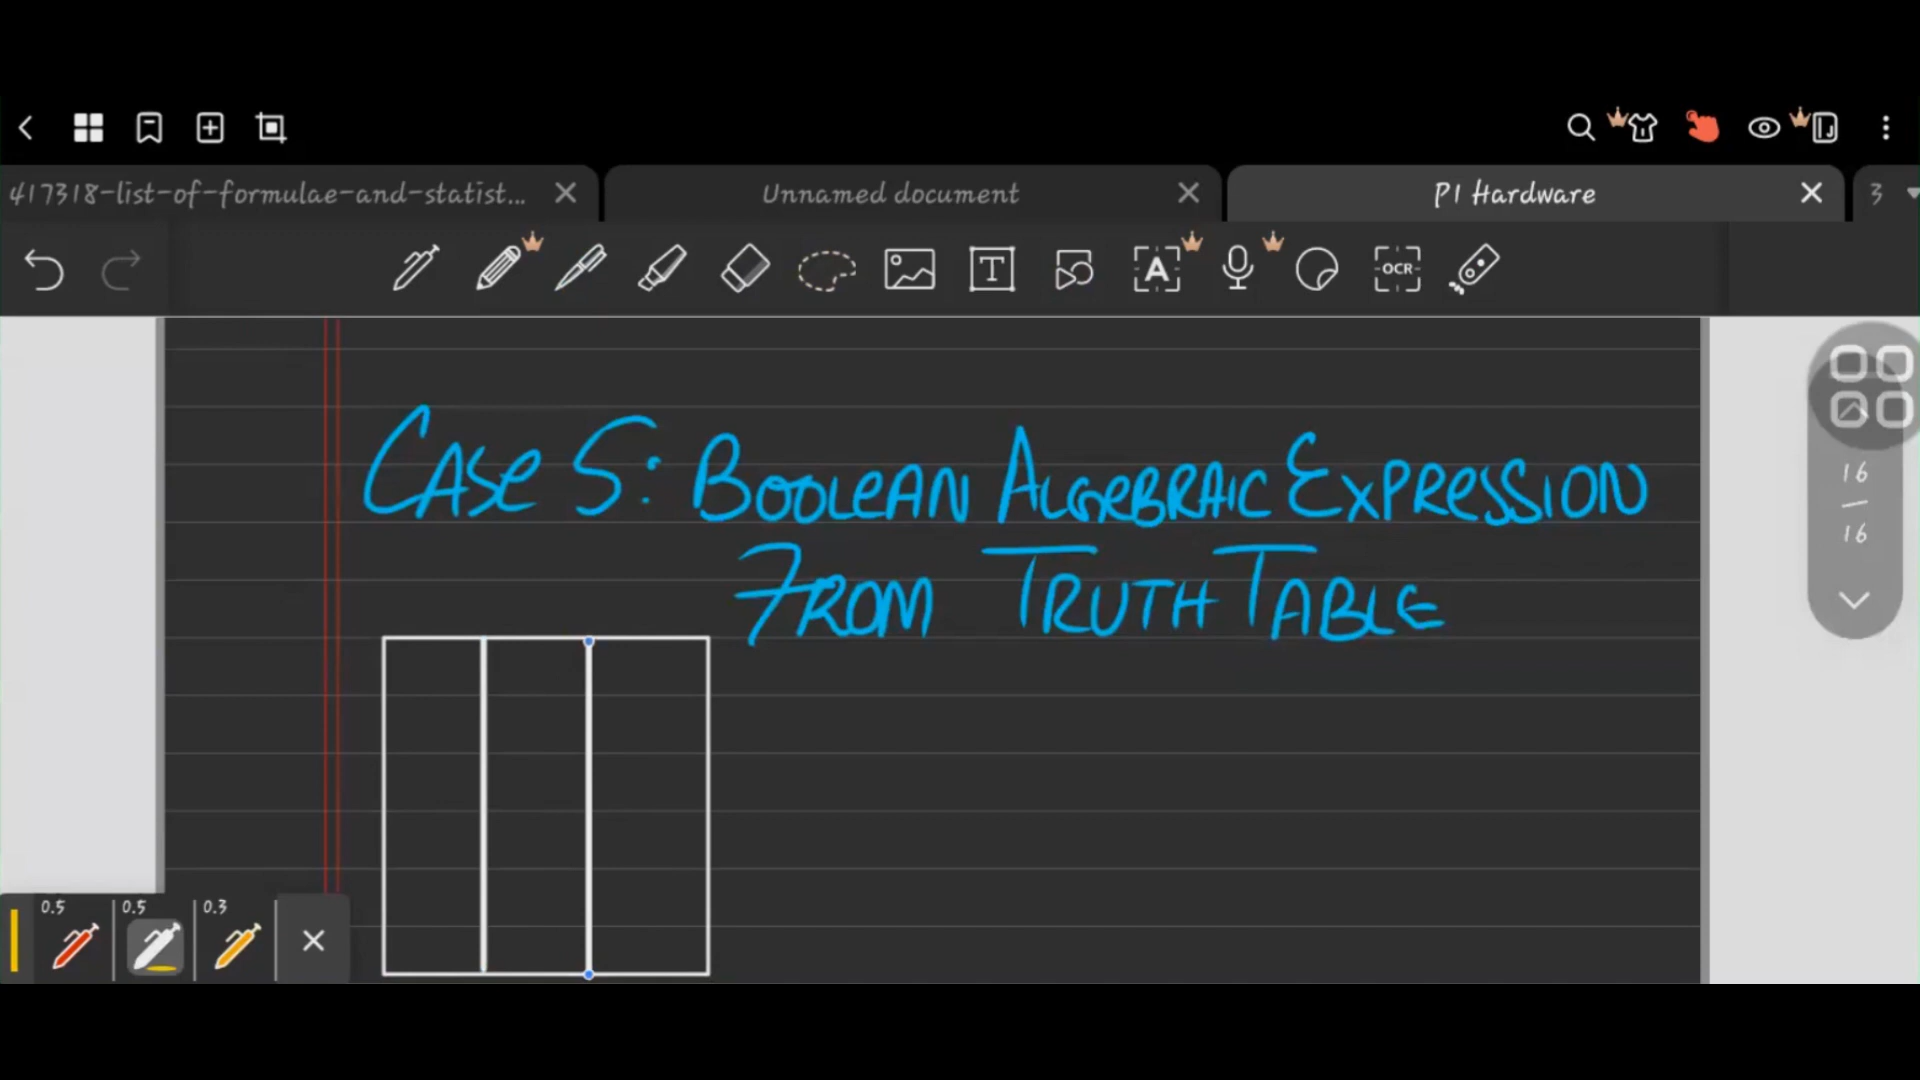 417318-list-of-formulae-and-statist...
Unnamed document
P1 Hardware
3
T
A
OCR
CASE 5: BOOLEAN ALGEBRAIC EXPRESSION
FROM TRUTH TABLE
16
16
0.5
0.5
0.3